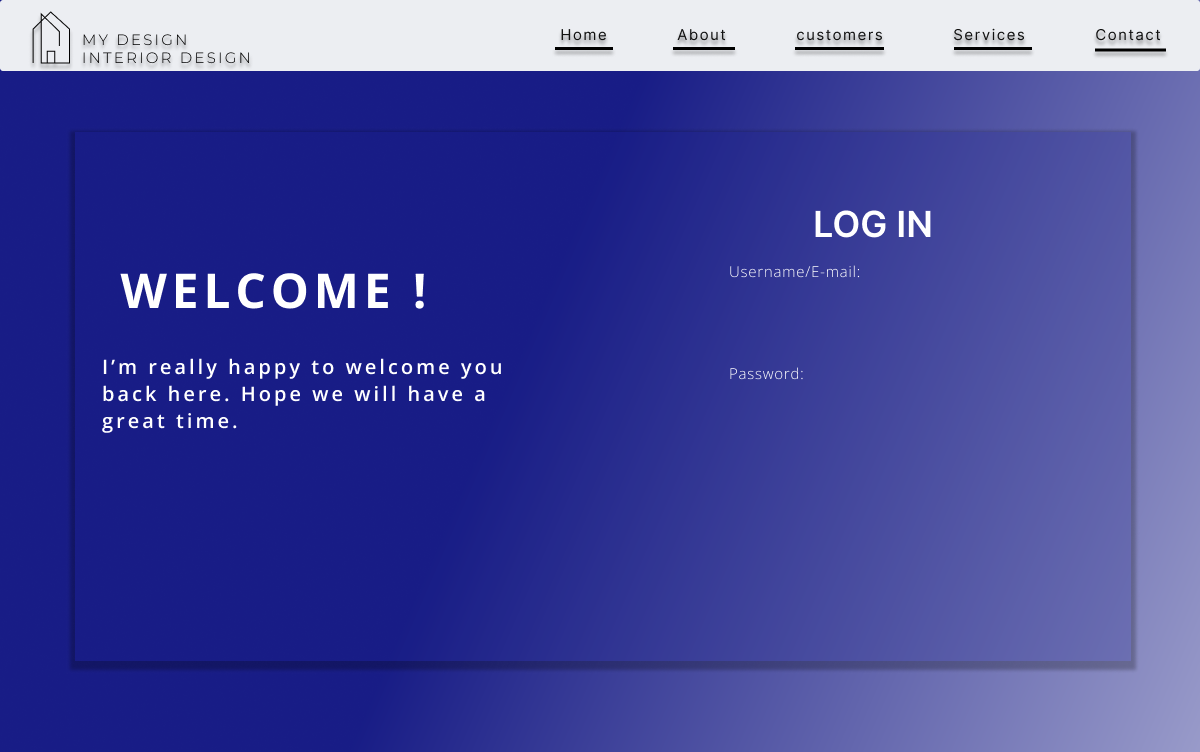 MY DESIGN
INTERIOR DESIGN
Home About customers Services Contact
WELCOME !
I’m really happy to welcome you
back here. Hope we will have a
great time.
LOG IN
Username/E-mail:
Password: